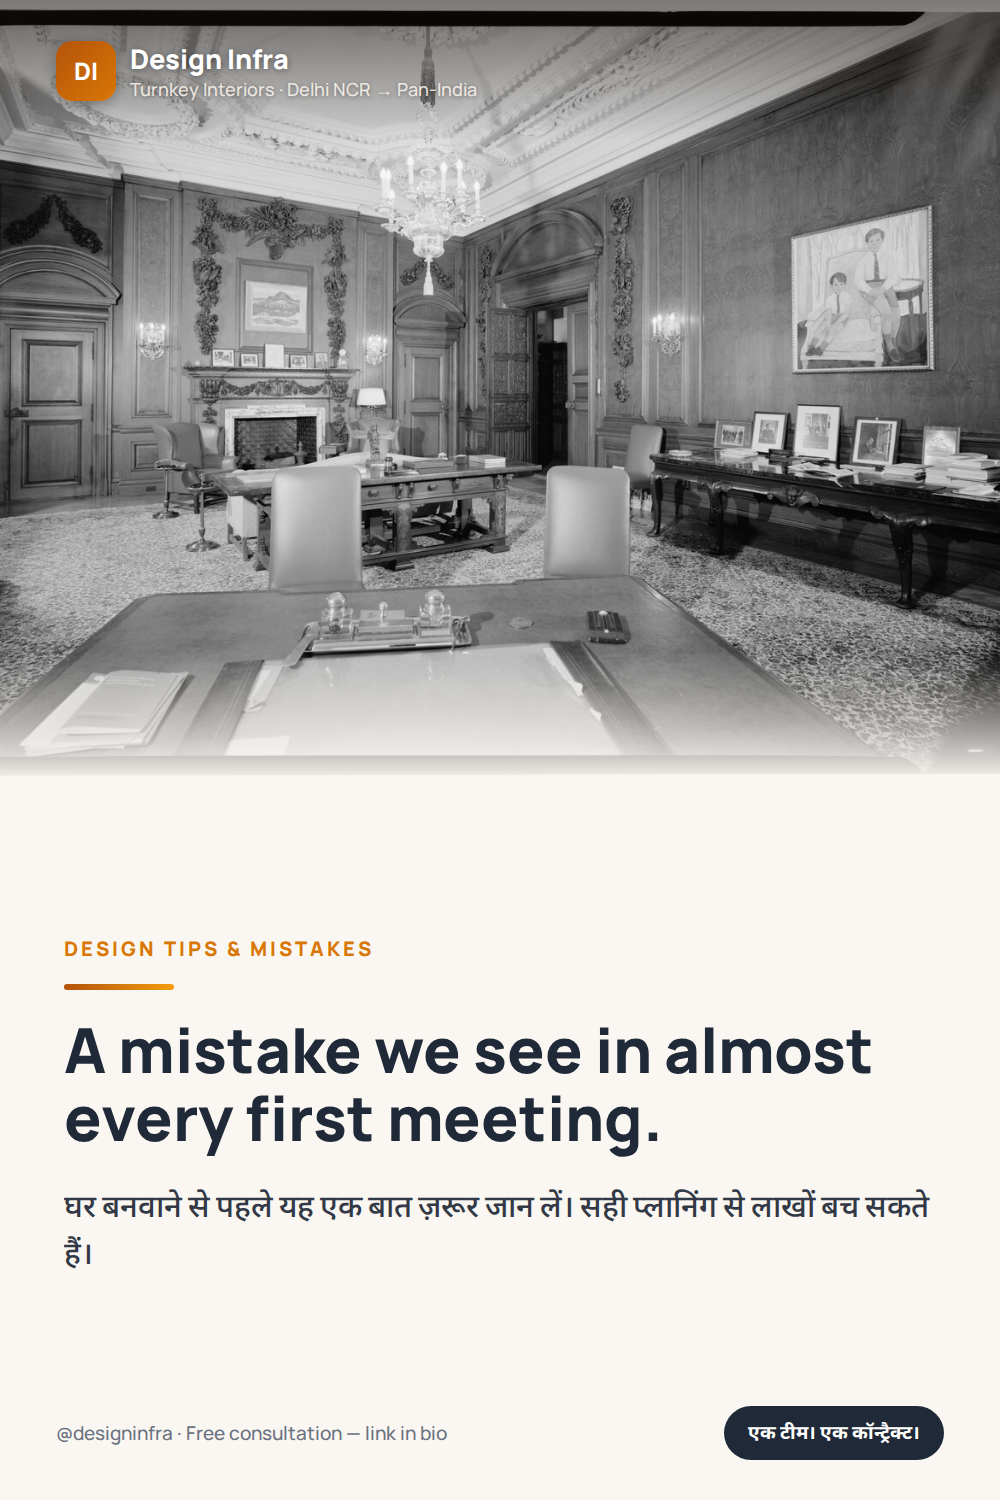 DI
Design Infra
Turnkey Interiors · Delhi NCR → Pan-India
DESIGN TIPS & MISTAKES
A mistake we see in almost
every first meeting.
घर बनवाने से पहले यह एक बात ज़रूर जान लें। सही प्लानिंग से लाखों बच सकते
हैं।
@designinfra · Free consultation — link in bio
एक टीम। एक कॉन्ट्रैक्ट।